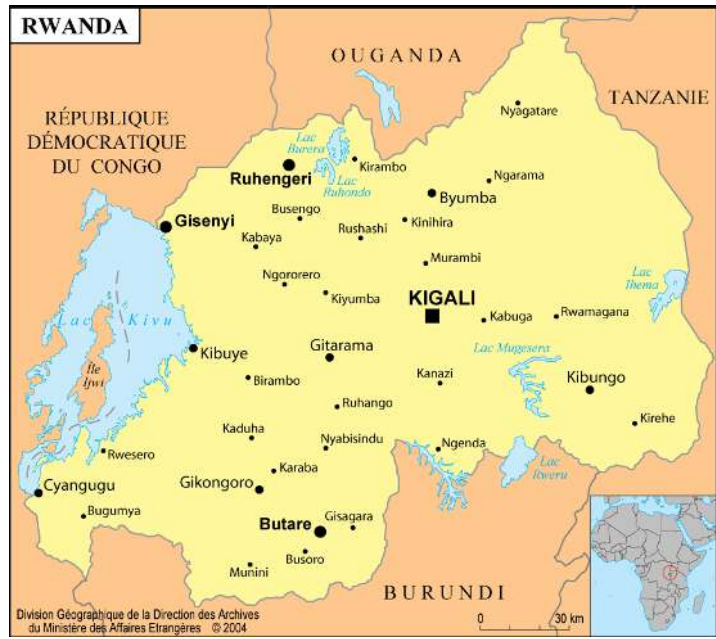 RWANDA
OUGANDA
TANZANIE
RÉPUBLIQUE
DÉMOCRATIQUE
DU CONGO
Nyagatare
Lac
Burera
Kirambo
Ruhengeri
Lac
Ruhondo
Ngarama
Byumba
Gisenyi
Busengo
Kinihira
Rushashi
Kabaya
Murambi
Ngororero
Kiyumba
KIGALI
Lac
Ihema
Kabuga
Rwamagana
Lac Kivu
Kibuye
Gitarama
Lac Mugesera
Île
Ijwi
Birambo
Kanazi
Kibungo
Ruhango
Kirehe
Kaduha
Nyabisindu
Ngenda
Rwesero
Karaba
Lac
Rweru
Cyangugu
Gikongoro
Bugumya
Butare
Gisagara
Busoro
Munini
BURUNDI
Division Géographique de la Direction des Archives
du Ministère des Affaires Etrangères © 2004
0 30 km